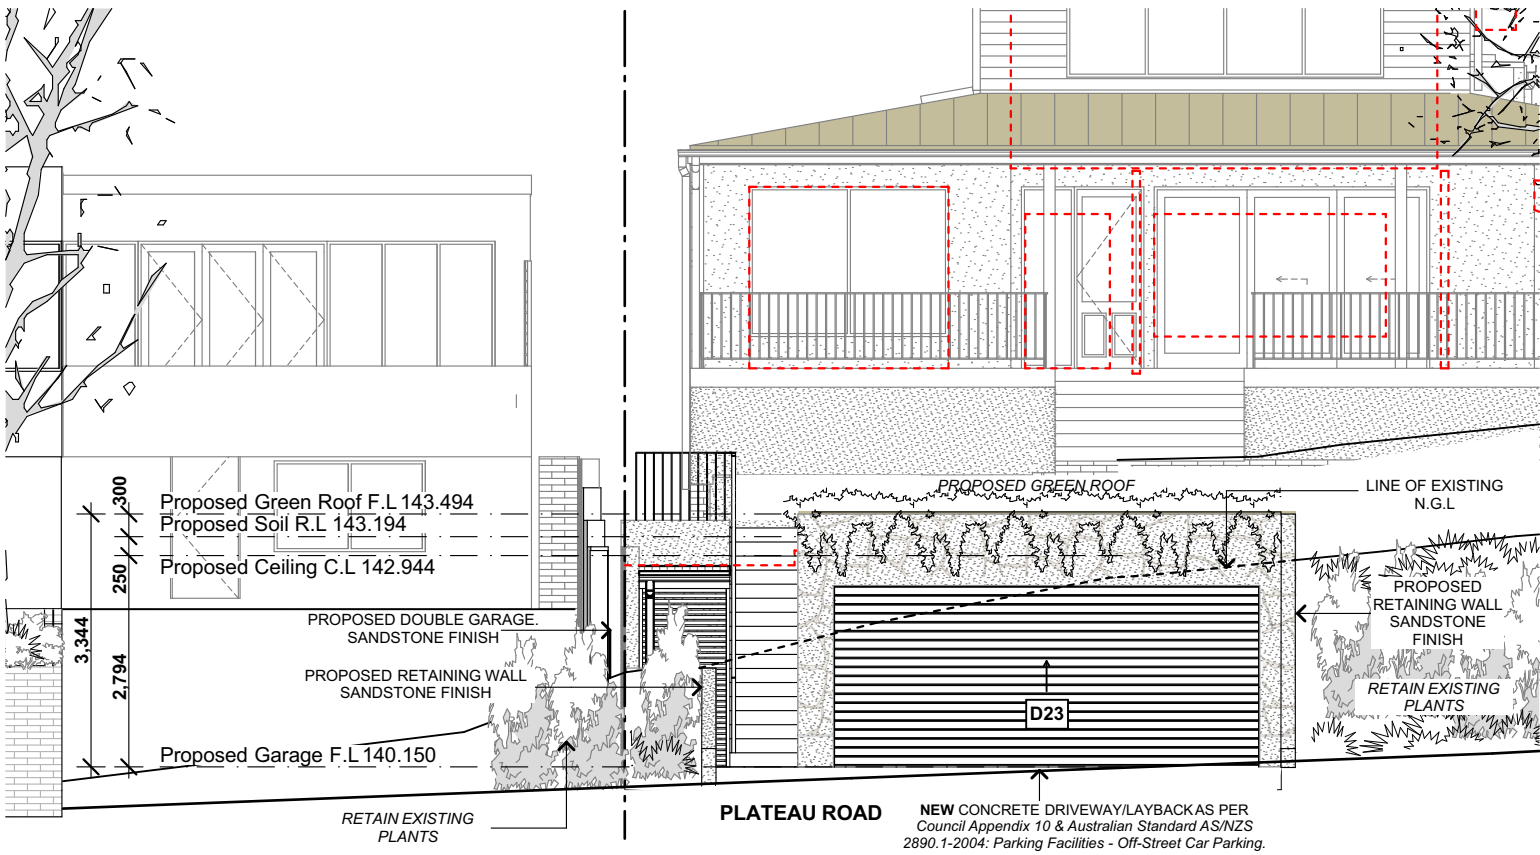 300
Proposed Green Roof F.L 143.494
Proposed Soil R.L 143.194
250
Proposed Ceiling C.L 142.944
3,344
2,794
PROPOSED DOUBLE GARAGE.
SANDSTONE FINISH
PROPOSED RETAINING WALL
SANDSTONE FINISH
Proposed Garage F.L 140.150
RETAIN EXISTING
PLANTS
PROPOSED GREEN ROOF
LINE OF EXISTING
N.G.L
PROPOSED
RETAINING WALL
SANDSTONE
FINISH
RETAIN EXISTING
PLANTS
D23
PLATEAU ROAD
NEW CONCRETE DRIVEWAY/LAYBACK AS PER
Council Appendix 10 & Australian Standard AS/NZS
2890.1-2004: Parking Facilities - Off-Street Car Parking.